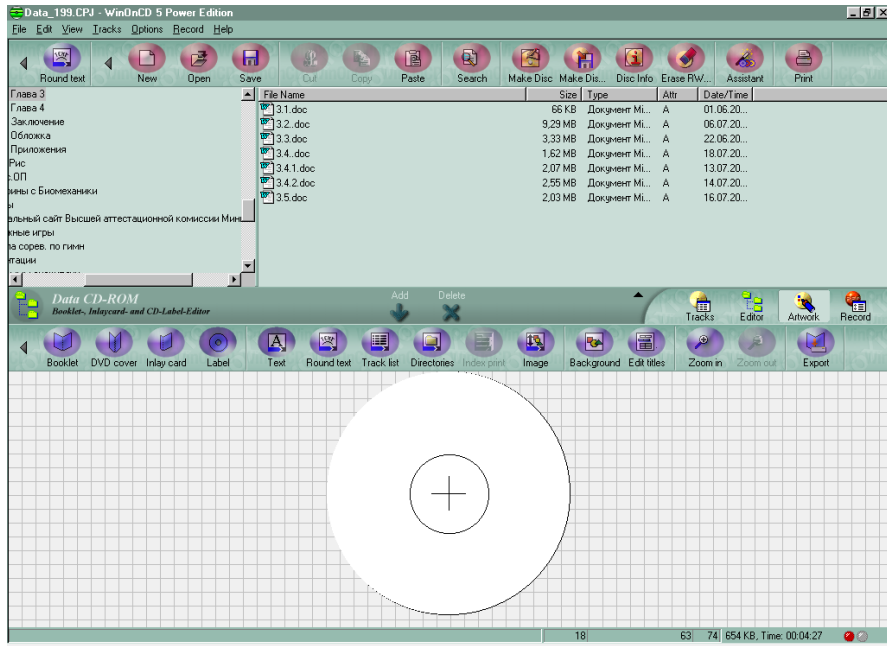 Data_199.CPJ - WinOnCD 5 Power Edition
File Edit View Tracks Options Record Help
Round text New Open Save Cut Copy Paste Search Make Disc Make Dis... Disc Info Erase RW... Assistant Print
Глава 3
Глава 4
Заключение
Обложка
Приложения
Рис
с.ОП
ины с Биомеханики
ы
альный сайт Высшей аттестационной комиссии Мин
жные игры
ла сорев. по гимн
тации
File Name Size Type Attr Date/Time
3.1.doc 66 KB Документ Mi... A 01.06.20...
3.2..doc 9,29 MB Документ Mi... A 06.07.20...
3.3.doc 3,33 MB Документ Mi... A 22.06.20...
3.4..doc 1,62 MB Документ Mi... A 18.07.20...
3.4.1.doc 2,07 MB Документ Mi... A 13.07.20...
3.4.2.doc 2,55 MB Документ Mi... A 14.07.20...
3.5.doc 2,03 MB Документ Mi... A 16.07.20...
Data CD-ROM
Booklet-, Inlaycard- and CD-Label-Editor
Add Delete
Tracks Editor Artwork Record
Booklet DVD cover Inlay card Label Text Round text Track list Directories Index print Image Background Edit titles Zoom in Zoom out Export
18 63 74 654 KB, Time: 00:04:27